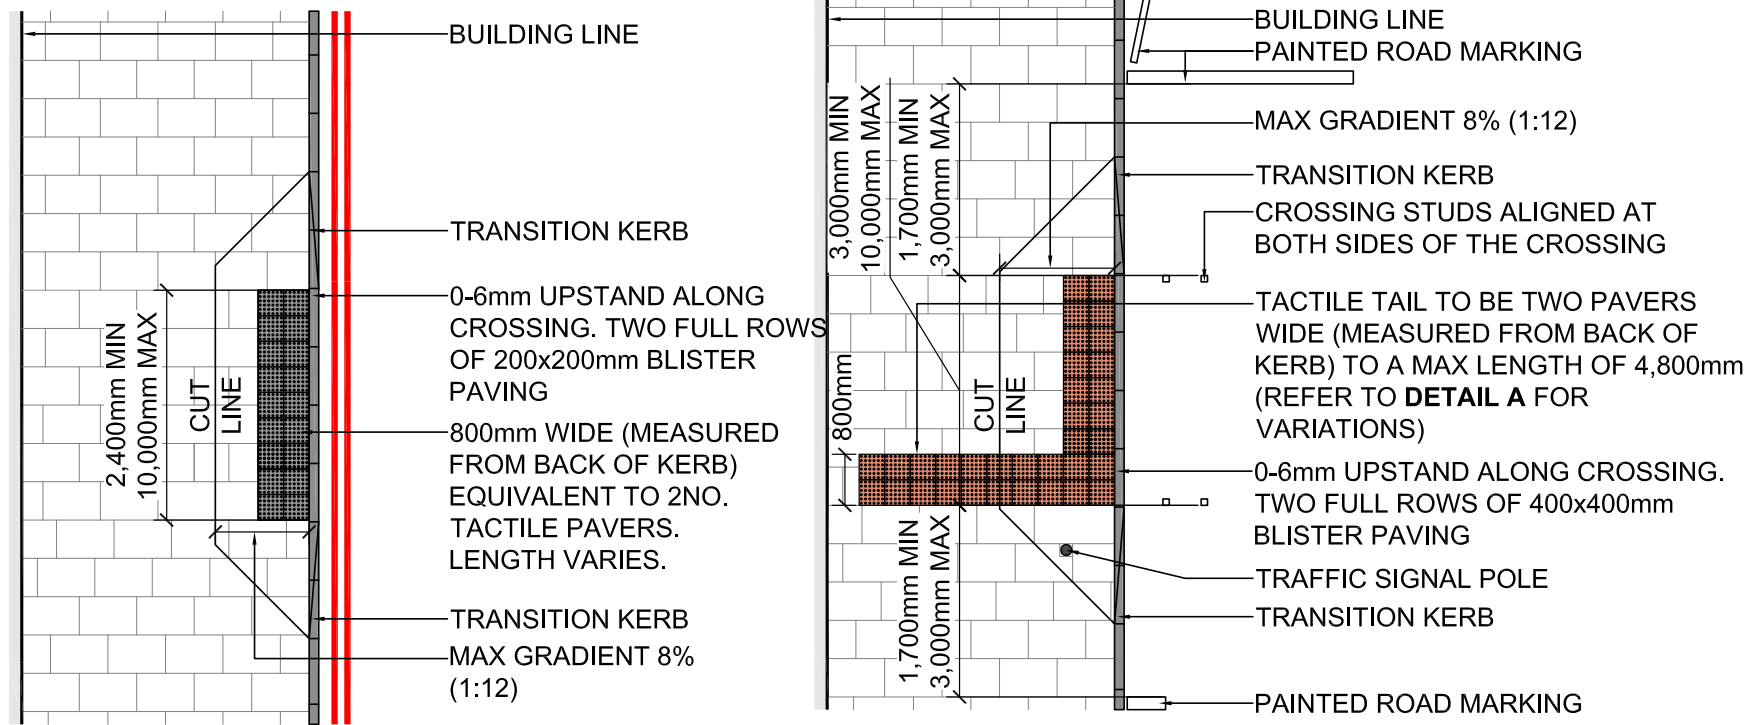 BUILDING LINE
TRANSITION KERB
0-6mm UPSTAND ALONG
CROSSING. TWO FULL ROWS
OF 200x200mm BLISTER
PAVING
2,400mm MIN
10,000mm MAX
CUT
LINE
800mm WIDE (MEASURED
FROM BACK OF KERB)
EQUIVALENT TO 2NO.
TACTILE PAVERS.
LENGTH VARIES.
TRANSITION KERB
MAX GRADIENT 8%
(1:12)
BUILDING LINE
PAINTED ROAD MARKING
3,000mm MIN
10,000mm MAX
1,700mm MIN
3,000mm MAX
MAX GRADIENT 8% (1:12)
TRANSITION KERB
CROSSING STUDS ALIGNED AT
BOTH SIDES OF THE CROSSING
TACTILE TAIL TO BE TWO PAVERS
WIDE (MEASURED FROM BACK OF
KERB) TO A MAX LENGTH OF 4,800mm
(REFER TO DETAIL A FOR
VARIATIONS)
800mm
CUT
LINE
0-6mm UPSTAND ALONG CROSSING.
TWO FULL ROWS OF 400x400mm
BLISTER PAVING
1,700mm MIN
3,000mm MAX
TRAFFIC SIGNAL POLE
TRANSITION KERB
PAINTED ROAD MARKING